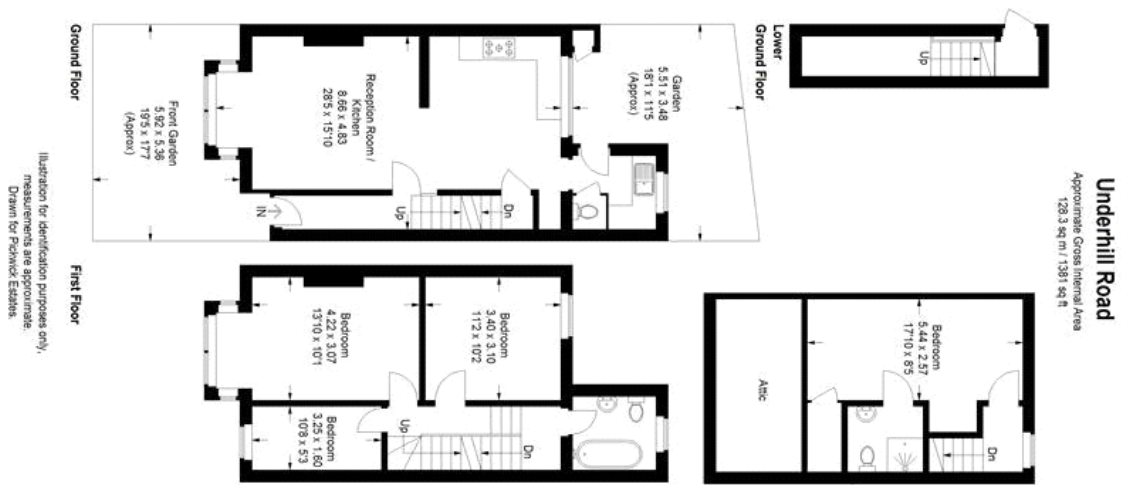 Underhill Road
Approximate Gross Internal Area
128.3 sq m / 1381 sq ft
Lower
Ground Floor
Up
Ground Floor
Garden
5.51 x 3.48
18'1 x 11'5
(Approx)
Reception Room /
Kitchen
8.66 x 4.83
28'5 x 15'10
Dn
Up
IN
Front Garden
5.92 x 5.36
19'5 x 17'7
(Approx)
First Floor
Bedroom
3.40 x 3.10
11'2 x 10'2
Bedroom
4.22 x 3.07
13'10 x 10'1
Bedroom
3.25 x 1.60
10'8 x 5'3
Up
Dn
Bedroom
5.44 x 2.57
17'10 x 8'5
Dn
Attic
Illustration for identification purposes only,
measurements are approximate.
Drawn for Pickwick Estates.